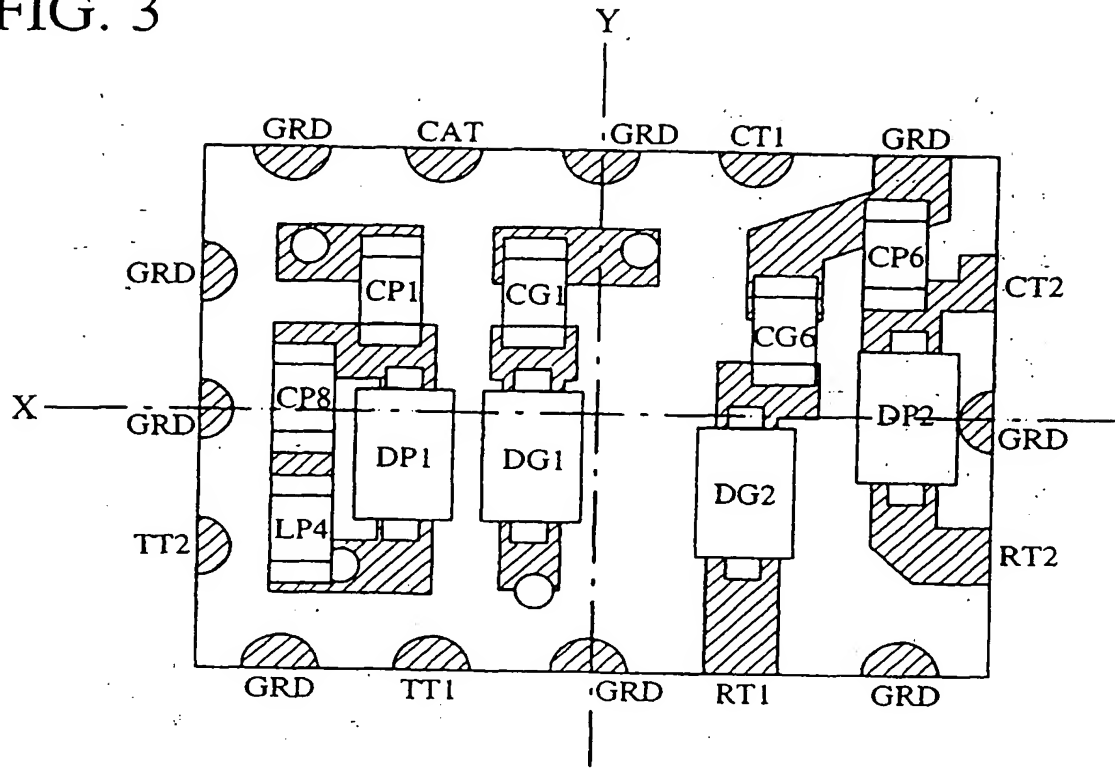 FIG. 3
Y
GRD CAT GRD CT1 GRD
CP6
GRD CP1 CG1 CT2
CG6
CP8
X DP2
GRD GRD
DP1 DG1
DG2
LP4
TT2 RT2
GRD TT1 GRD RT1 GRD